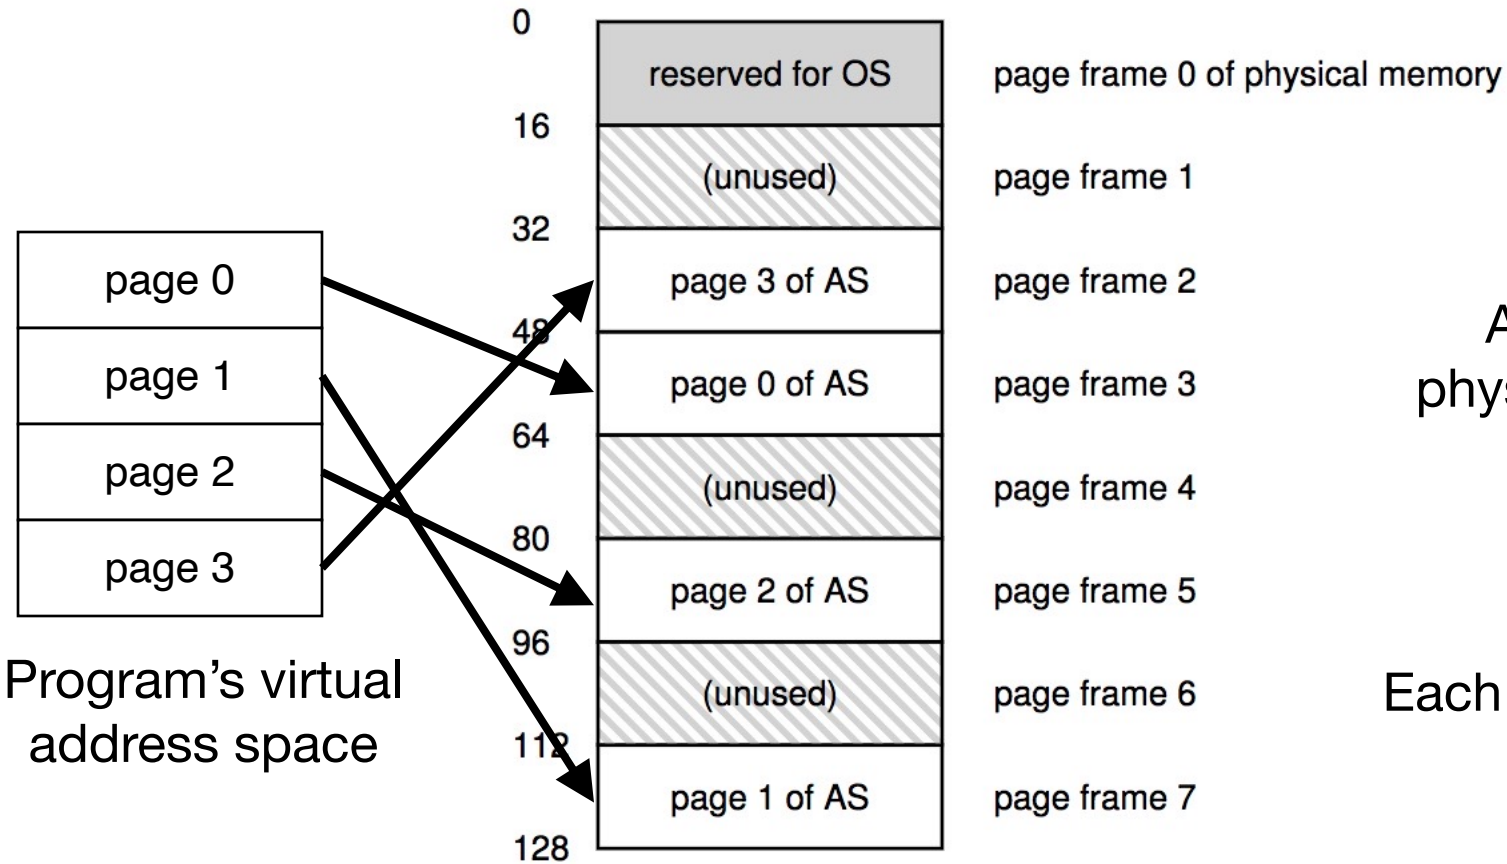 0
reserved for OS
page frame 0 of physical memory
16
(unused)
page frame 1
32
page 0
page 3 of AS
page frame 2
48
page 1
page 0 of AS
page frame 3
64
page 2
(unused)
page frame 4
80
page 3
page 2 of AS
page frame 5
96
Program’s virtual
address space
(unused)
page frame 6
Each
112
page 1 of AS
page frame 7
128